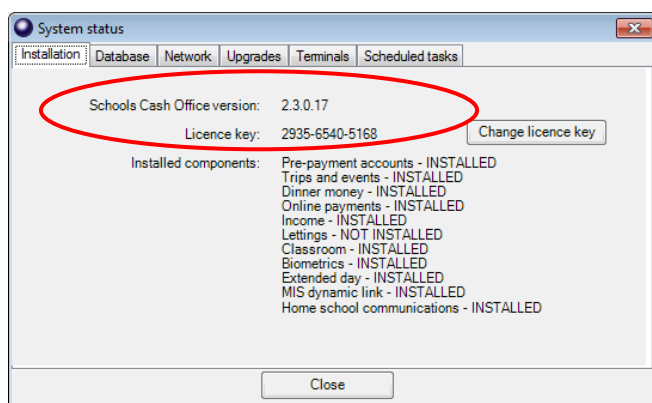 System status
Installation Database Network Upgrades Terminals Scheduled tasks
Schools Cash Office version: 2.3.0.17
Licence key: 2935-6540-5168 Change licence key
Installed components: Pre-payment accounts - INSTALLED
Trips and events - INSTALLED
Dinner money - INSTALLED
Online payments - INSTALLED
Income - INSTALLED
Lettings - NOT INSTALLED
Classroom - INSTALLED
Biometrics - INSTALLED
Extended day - INSTALLED
MIS dynamic link - INSTALLED
Home school communications - INSTALLED
Close